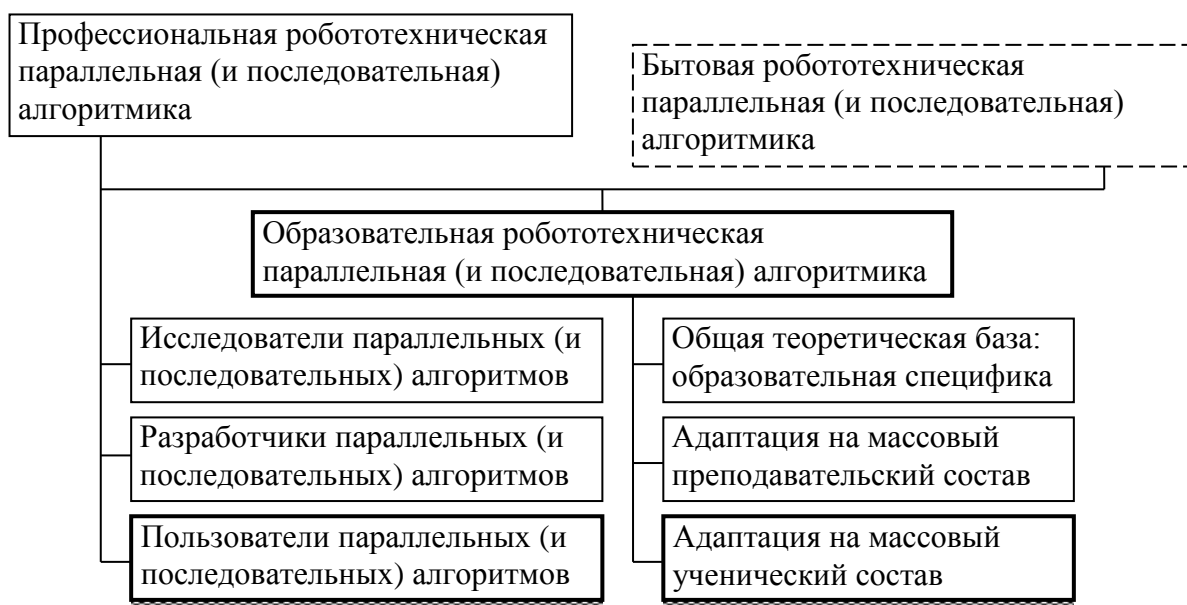 Профессиональная робототехническая
параллельная (и последовательная)
алгоритмика
Бытовая робототехническая
параллельная (и последовательная)
алгоритмика
Образовательная робототехническая
параллельная (и последовательная) алгоритмика
Исследователи параллельных (и
последовательных) алгоритмов
Общая теоретическая база:
образовательная специфика
Разработчики параллельных (и
последовательных) алгоритмов
Адаптация на массовый
преподавательский состав
Пользователи параллельных (и
последовательных) алгоритмов
Адаптация на массовый
ученический состав